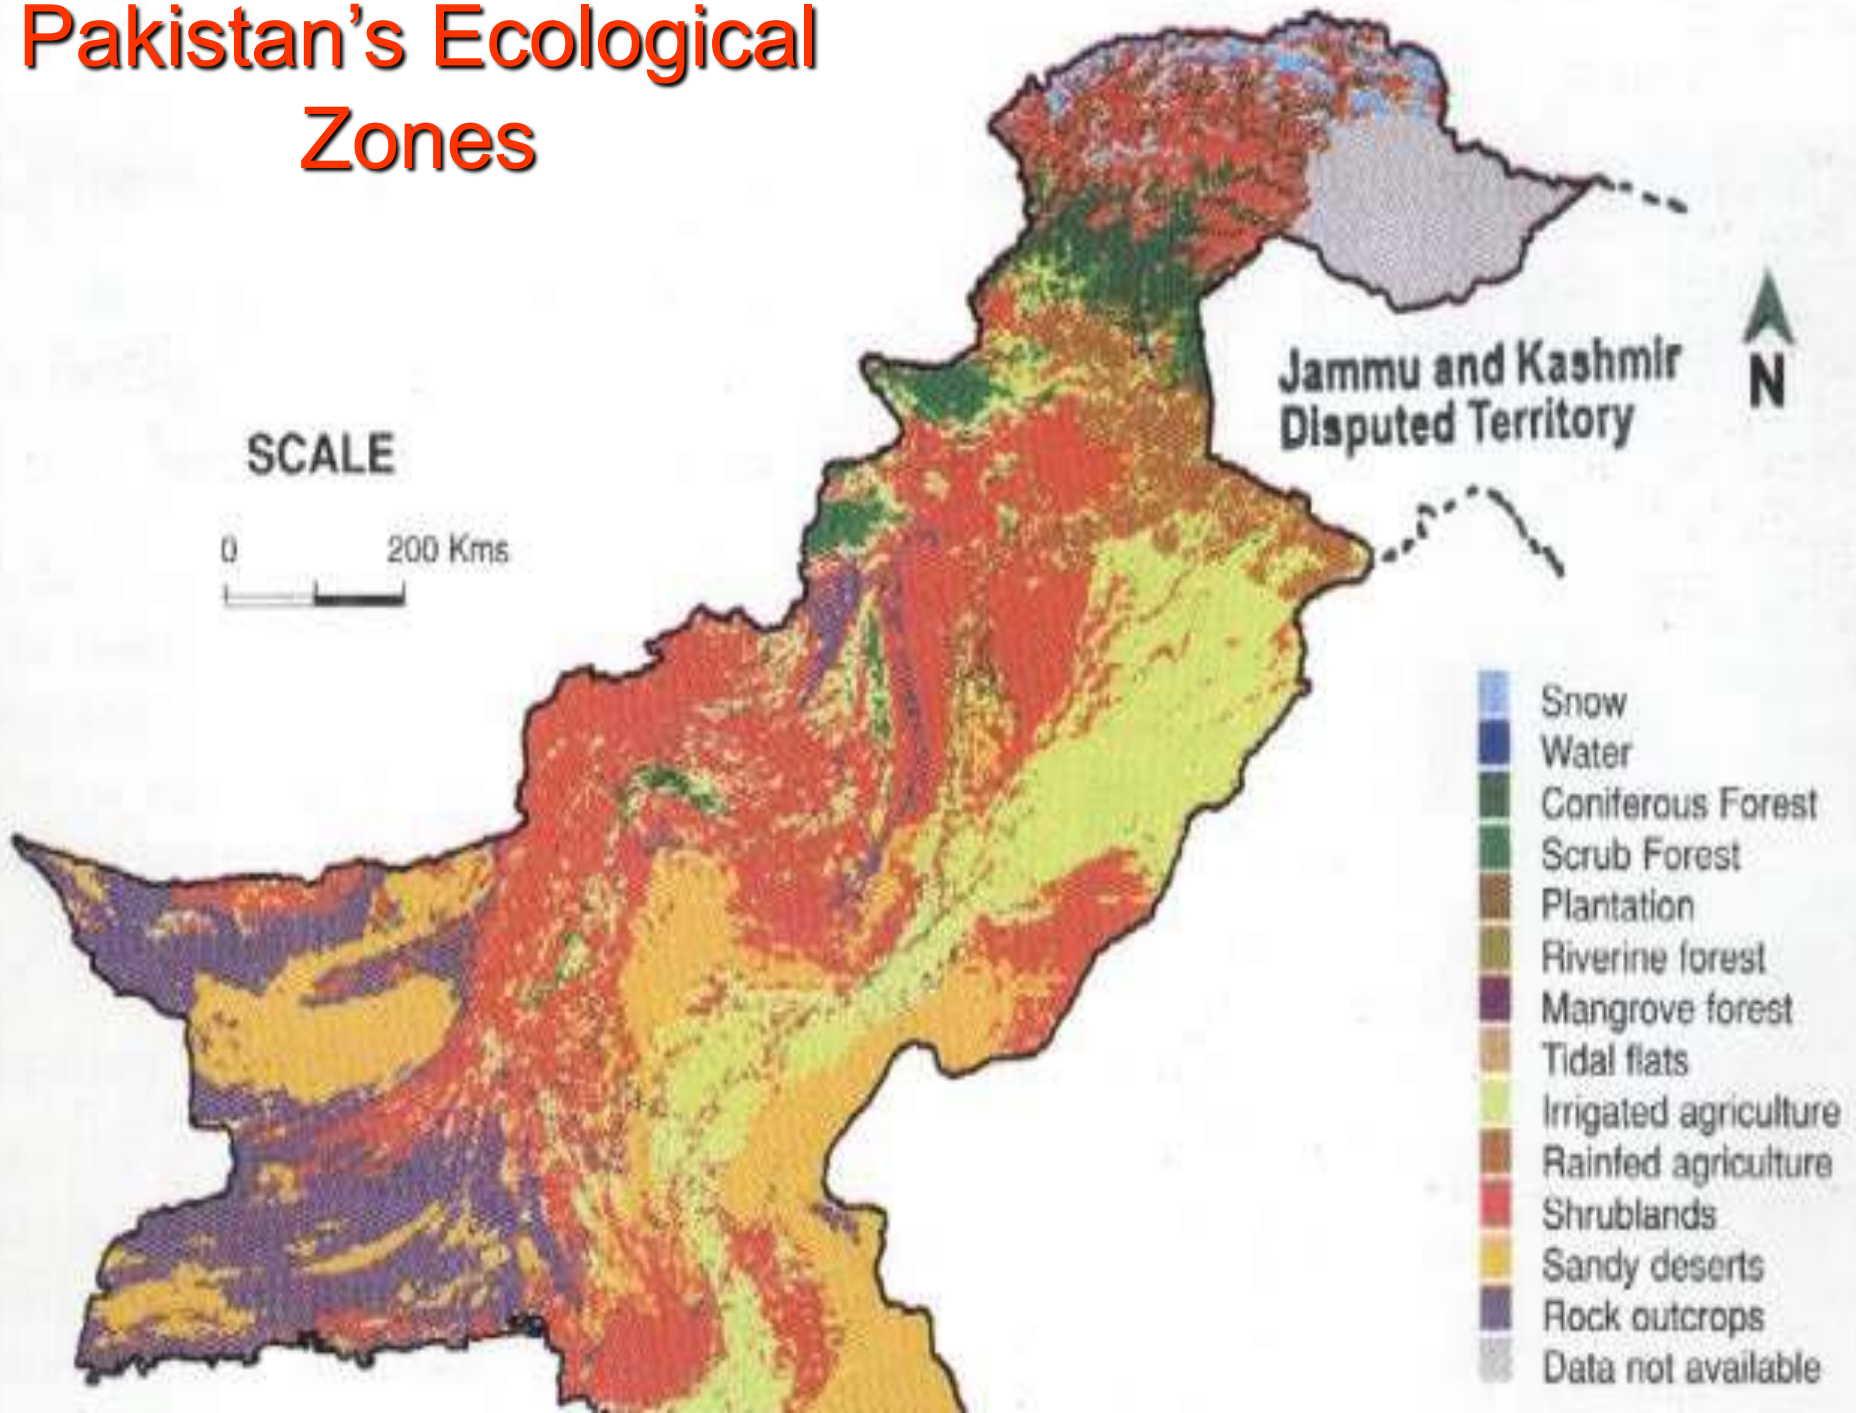 Pakistan's Ecological
Zones
Jammu and Kashmir
Disputed Territory
N
SCALE
0 200 Kms
Snow
Water
Coniferous Forest
Scrub Forest
Plantation
Riverine forest
Mangrove forest
Tidal flats
Irrigated agriculture
Rainfed agriculture
Shrublands
Sandy deserts
Rock outcrops
Data not available